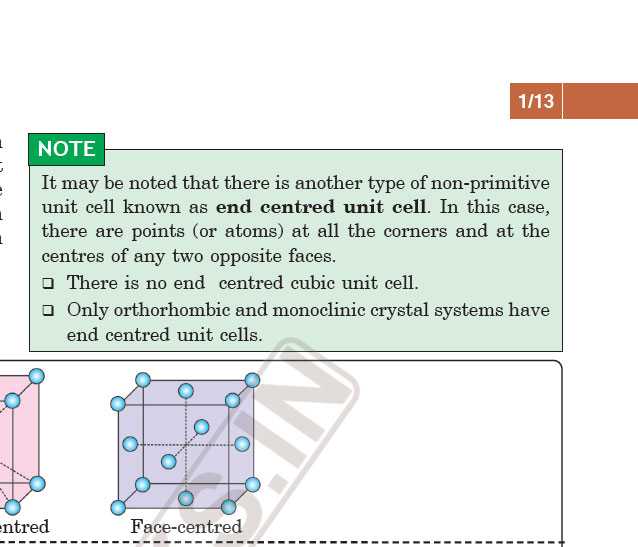 1/13
NOTE
It may be noted that there is another type of non-primitive
unit cell known as end centred unit cell. In this case,
there are points (or atoms) at all the corners and at the
centres of any two opposite faces.
❑ There is no end centred cubic unit cell.
❑ Only orthorhombic and monoclinic crystal systems have
end centred unit cells.
entred Face-centred
S.IN